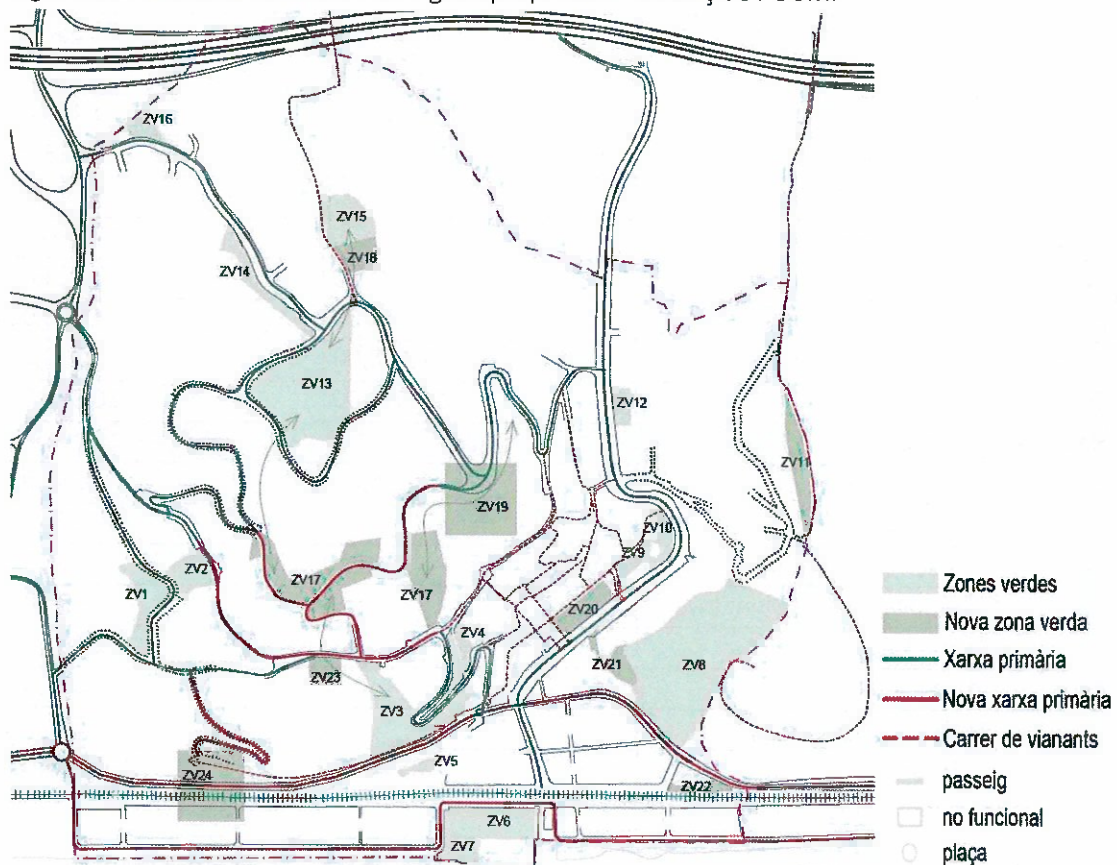 ZV16
ZV15
ZV18
ZV14
ZV13
ZV12
ZV11
ZV19
ZV10
ZV9
ZV2
ZV17
ZV1
ZV17
ZV20
ZV4
ZV21
ZV8
ZV23
ZV3
ZV5
ZV24
ZV22
ZV6
ZV7
Zones verdes
Nova zona verda
Xarxa primària
Nova xarxa primària
Carrer de vianants
passeig
no funcional
plaça